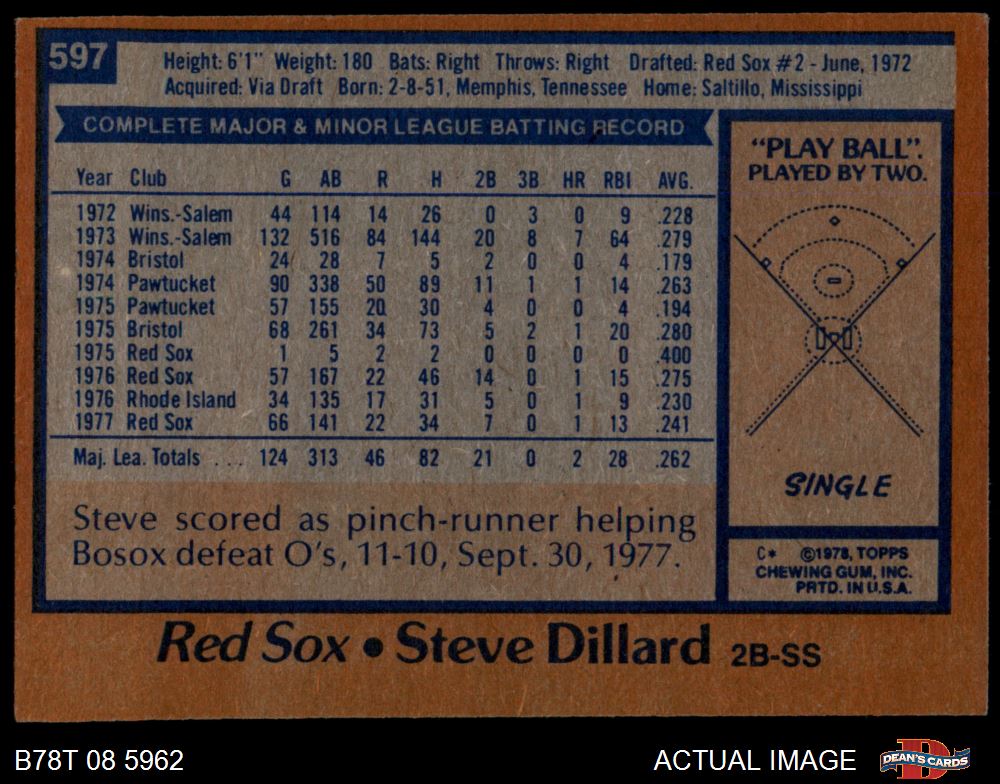 597
Height: 6'1" Weight: 180 Bats: Right Throws: Right Drafted: Red Sox #2 - June, 1972
Acquired: Via Draft Born: 2-8-51, Memphis, Tennessee Home: Saltillo, Mississippi
COMPLETE MAJOR & MINOR LEAGUE BATTING RECORD
Year Club G AB R H 2B 3B HR RBI AVG.
1972 Wins.-Salem 44 114 14 26 0 3 0 9 .228
1973 Wins.-Salem 132 516 84 144 20 8 7 64 .279
1974 Bristol 24 28 7 5 2 0 0 4 .179
1974 Pawtucket 90 338 50 89 11 1 1 14 .263
1975 Pawtucket 57 155 20 30 4 0 0 4 .194
1975 Bristol 68 261 34 73 5 2 1 20 .280
1975 Red Sox 1 5 2 2 0 0 0 0 .400
1976 Red Sox 57 167 22 46 14 0 1 15 .275
1976 Rhode Island 34 135 17 31 5 0 1 9 .230
1977 Red Sox 66 141 22 34 7 0 1 13 .241
Maj. Lea. Totals . . . 124 313 46 82 21 0 2 28 .262
Steve scored as pinch-runner helping
Bosox defeat O's, 11-10, Sept. 30, 1977.
"PLAY BALL".
PLAYED BY TWO.
SINGLE
C* ©1978, TOPPS
CHEWING GUM, INC.
PRTD. IN U.S.A.
Red Sox • Steve Dillard 2B-SS
B78T 08 5962
ACTUAL IMAGE
D
DEAN'S CARDS